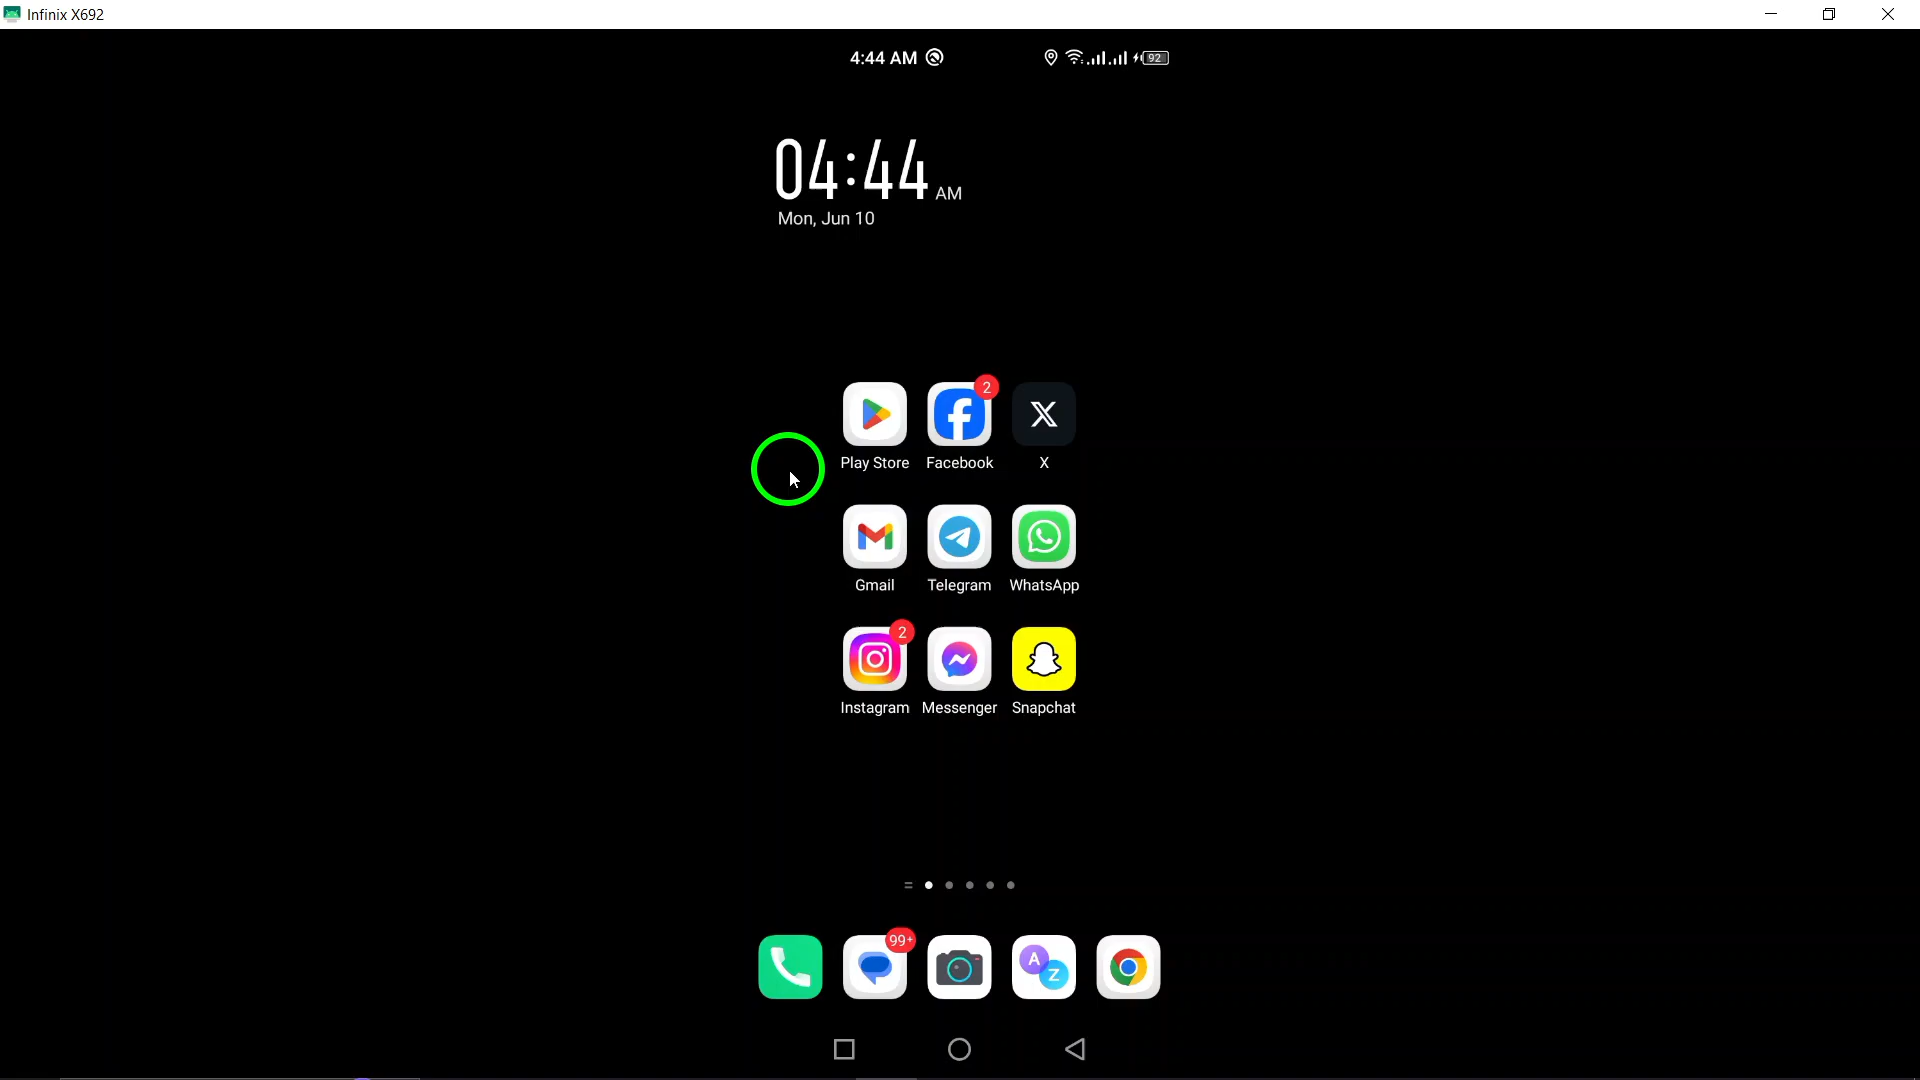 Infinix X692
4:44 AM
92
04:44 AM
Mon, Jun 10
2
Play Store Facebook X
Gmail Telegram WhatsApp
2
Instagram Messenger Snapchat
99+
A
Z